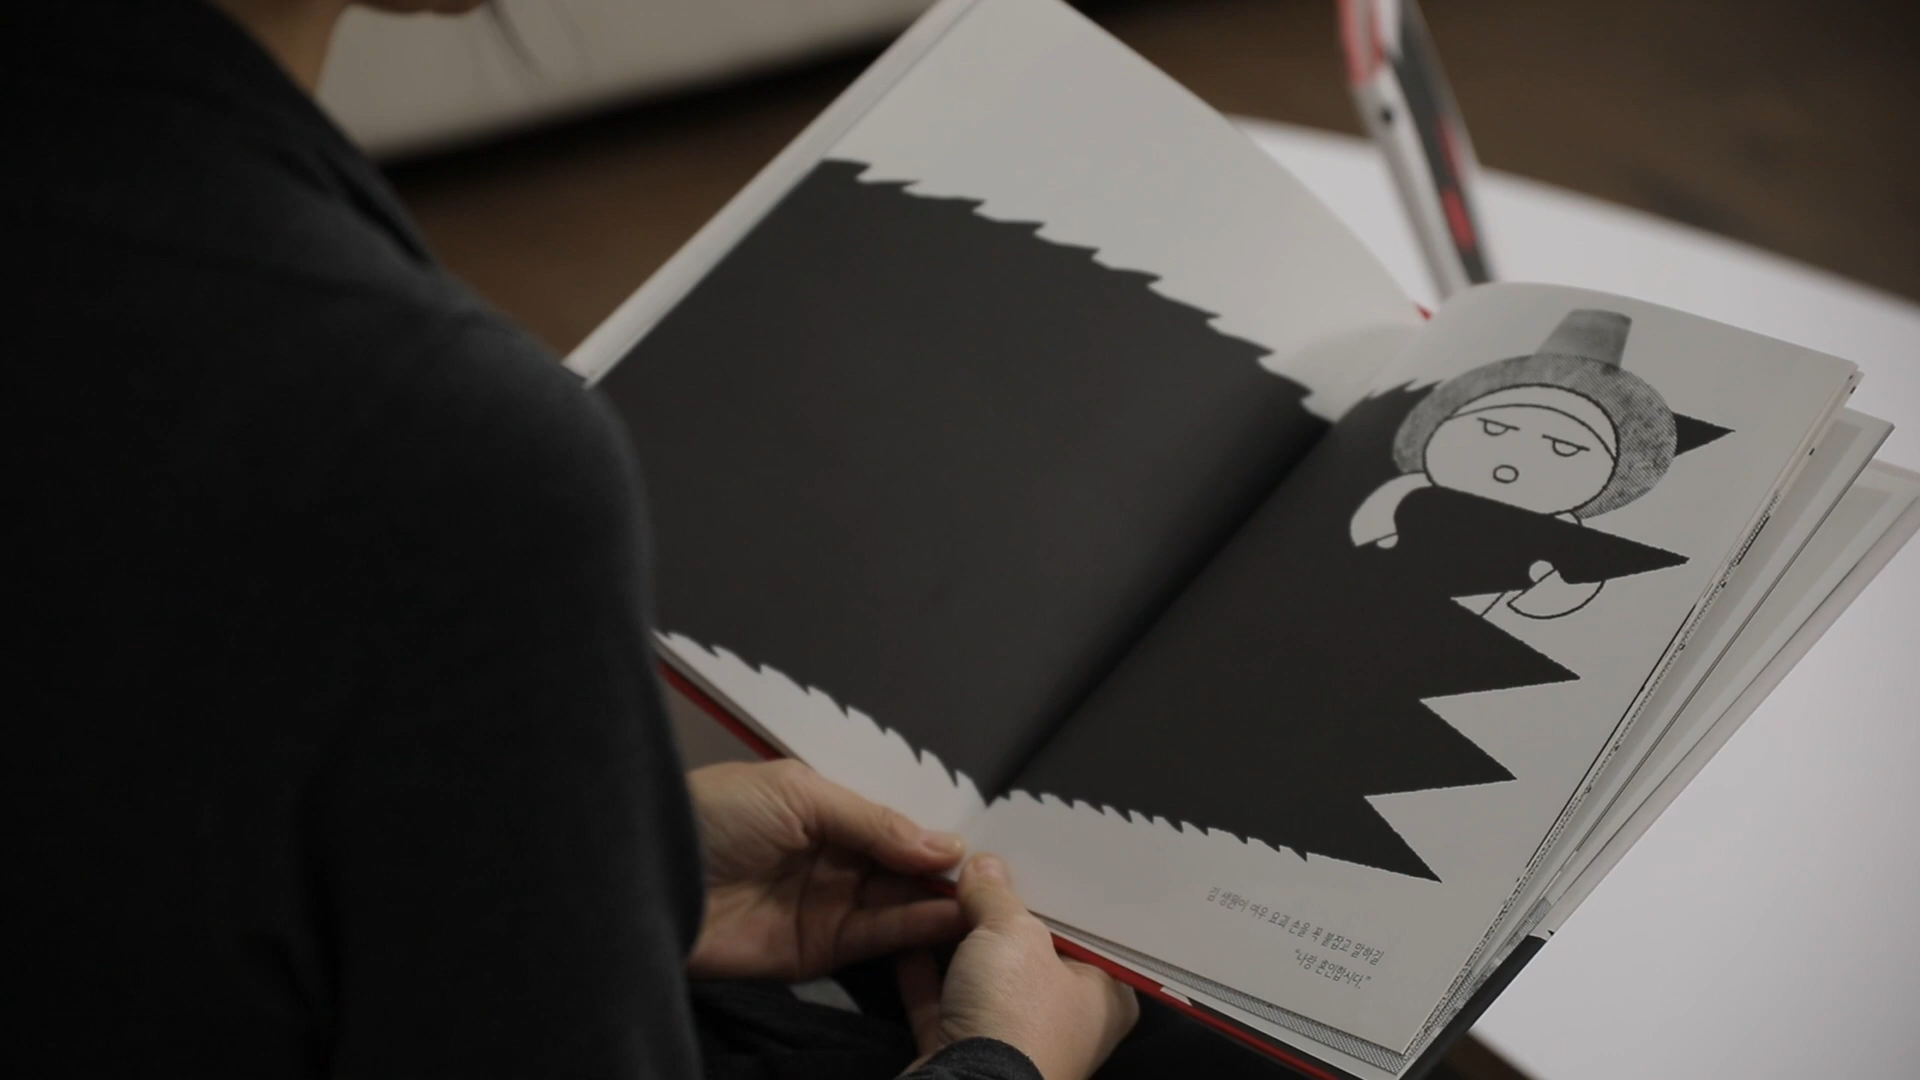 김 생원이 여우 요괴 손을 꼭 붙잡고 말하길
“나랑 혼인합시다.”